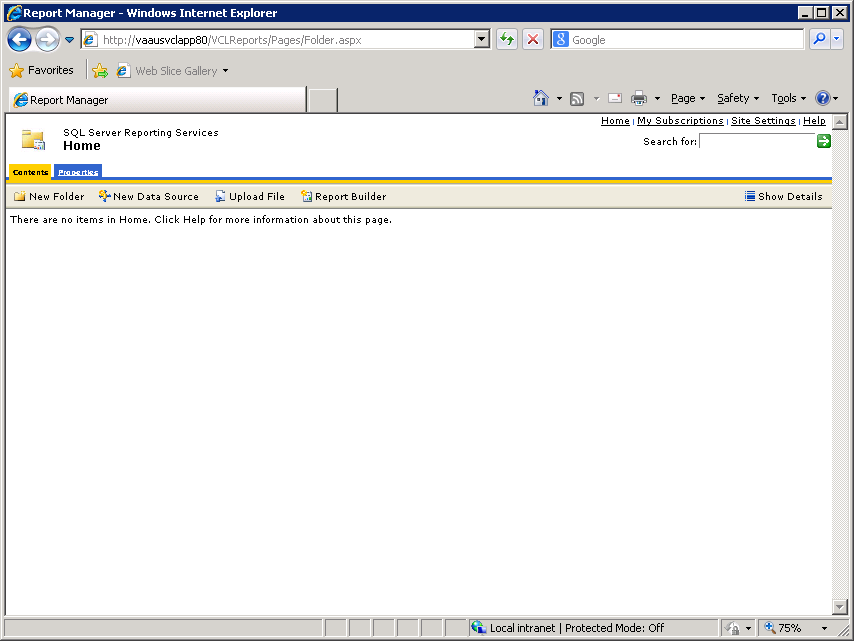 Report Manager - Windows Internet Explorer
http://vaausvclapp80/VCLReports/Pages/Folder.aspx
Google
Favorites
Web Slice Gallery
Report Manager
Page
Safety
Tools
Home | My Subscriptions | Site Settings | Help
SQL Server Reporting Services
Home
Search for:
Contents
Properties
New Folder
New Data Source
Upload File
Report Builder
Show Details
There are no items in Home. Click Help for more information about this page.
Local intranet | Protected Mode: Off
75%